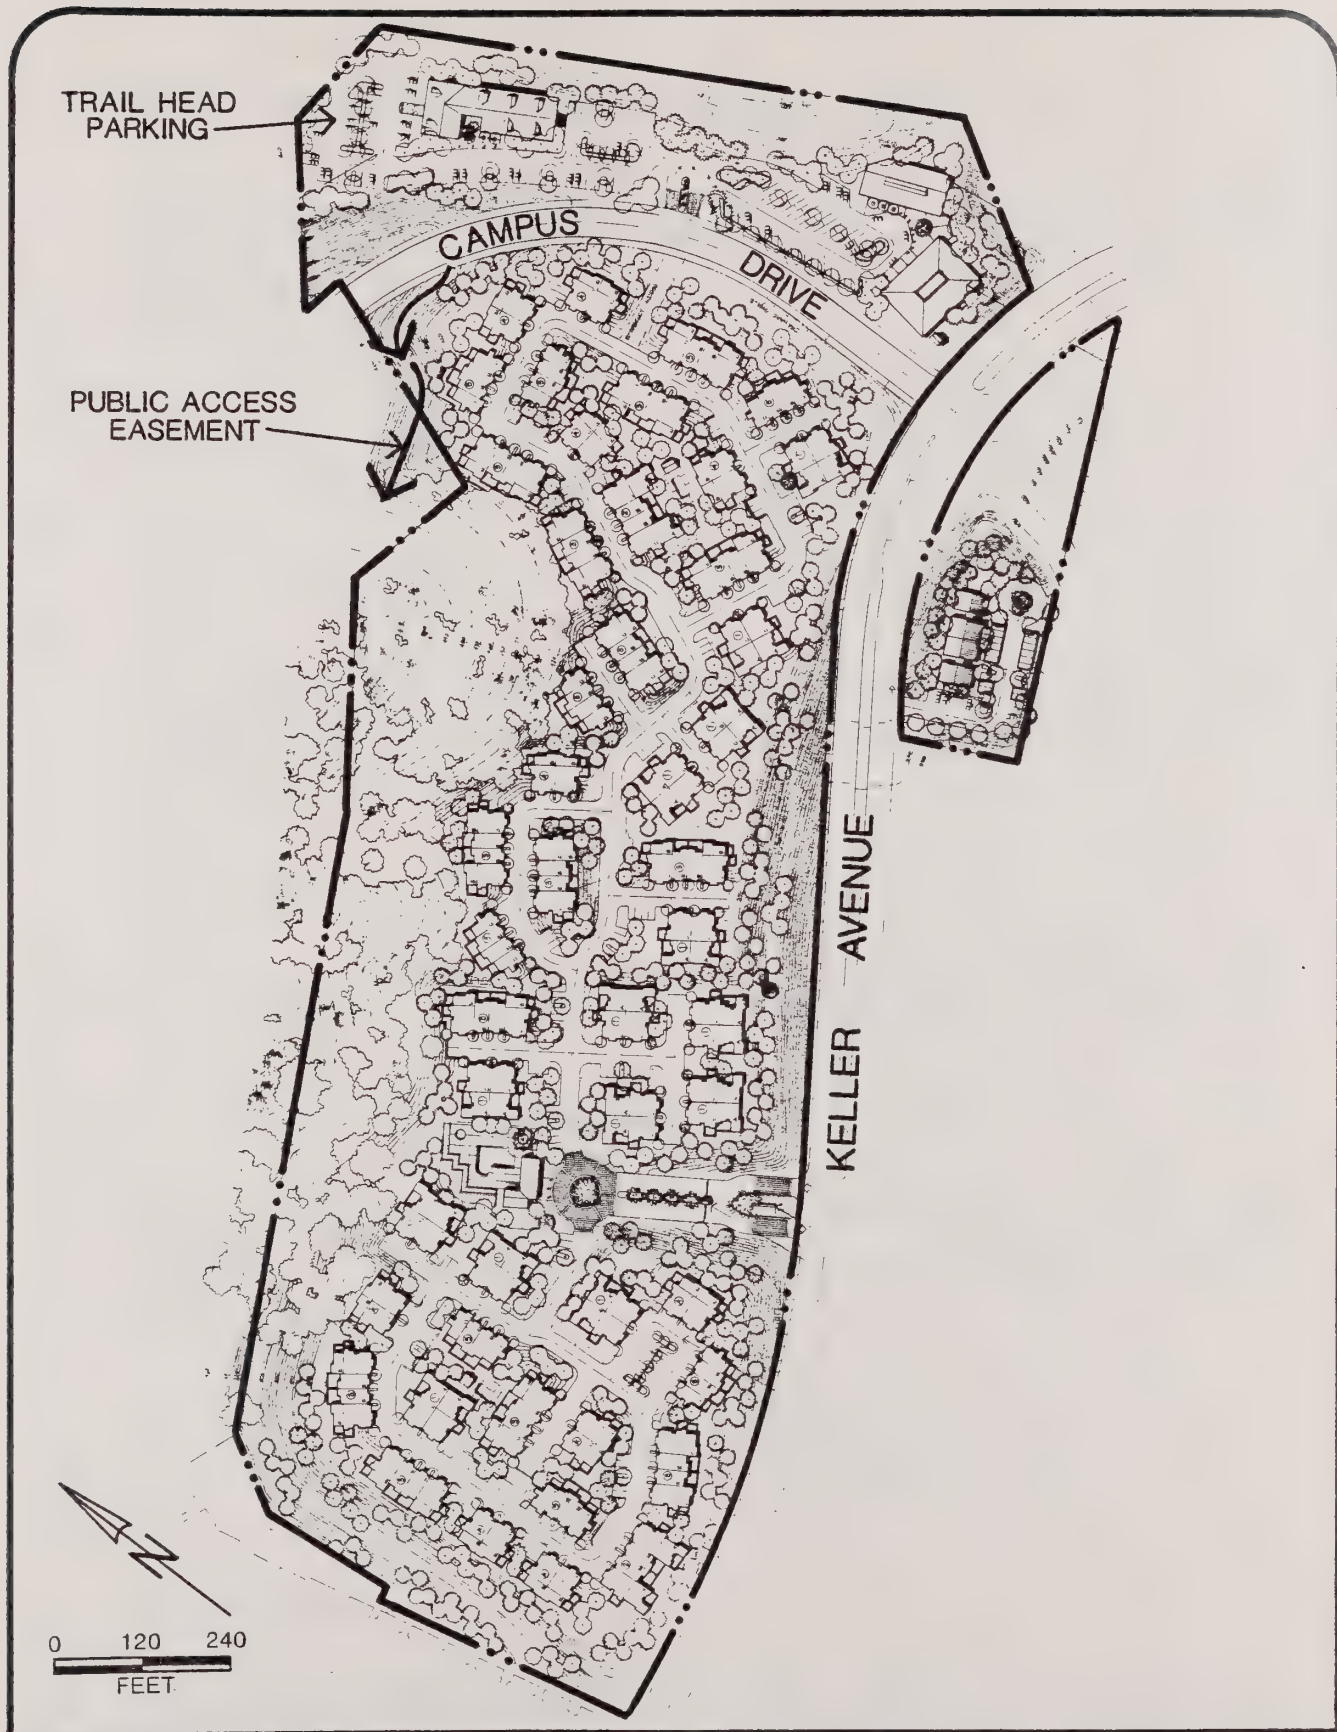 TRAIL HEAD
PARKING
CAMPUS
DRIVE
PUBLIC ACCESS
EASEMENT
KELLER AVENUE
N
0 120 240
FEET